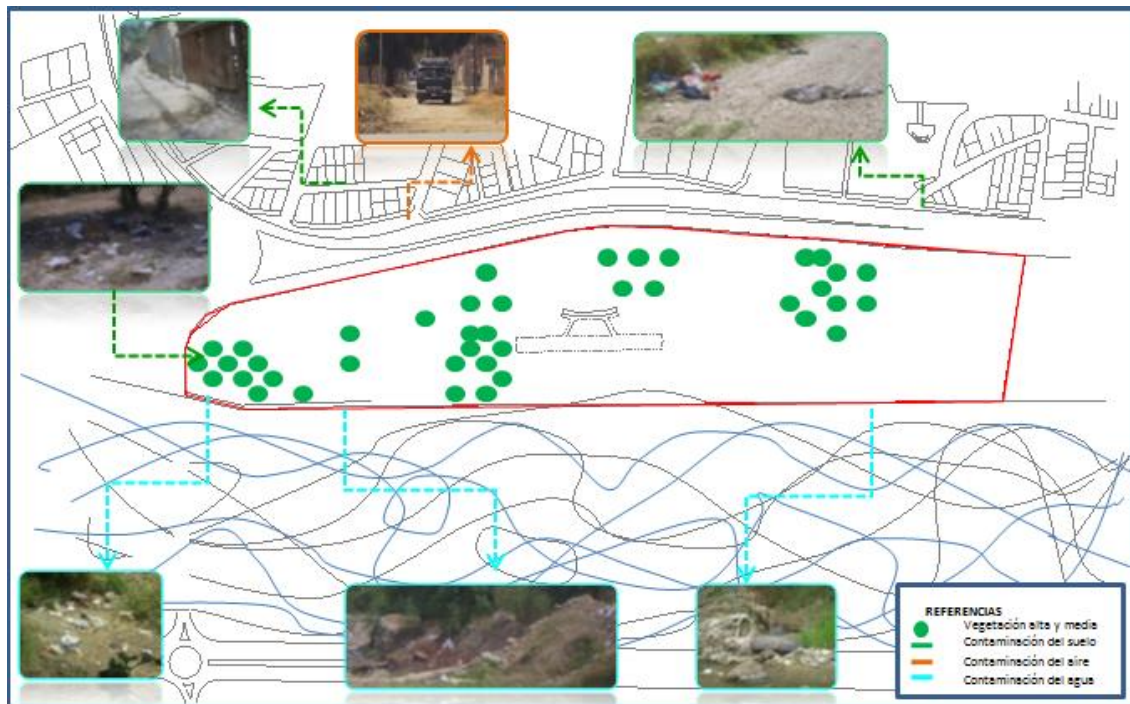 REFERENCIAS
Vegetación alta y media
Contaminación del suelo
Contaminación del aire
Contaminación del agua